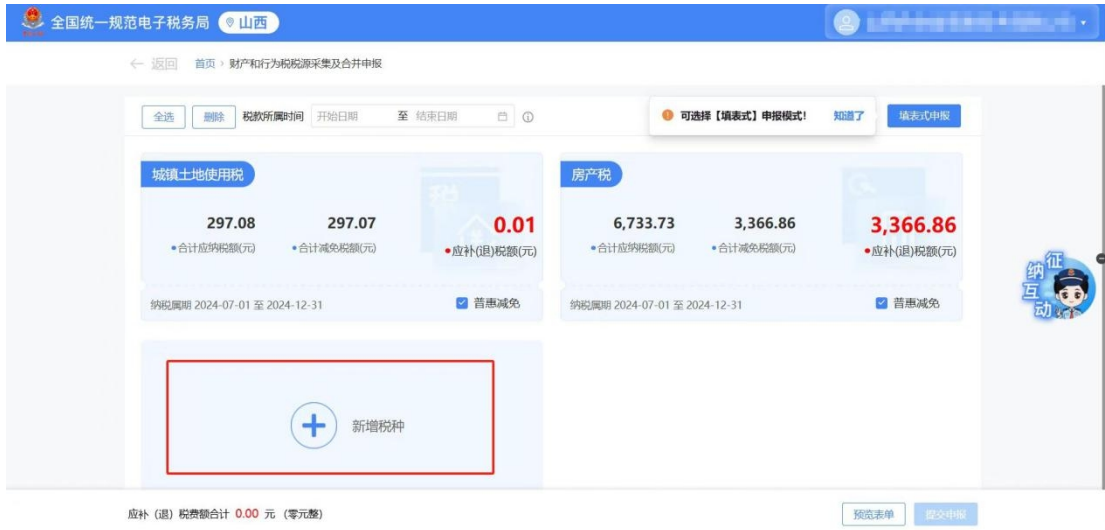 全国统一规范电子税务局 山西
返回 首页 > 财产和行为税税源采集及合并申报
全选 删除 税款所属时间 开始日期 至 结束日期 可选择【填表式】申报模式! 知道了 填表式申报
城镇土地使用税
297.08 297.07 0.01
合计应纳税额(元) 合计减免税额(元) 应补(退)税额(元)
纳税属期 2024-07-01 至 2024-12-31 普惠减免
房产税
6,733.73 3,366.86 3,366.86
合计应纳税额(元) 合计减免税额(元) 应补(退)税额(元)
纳税属期 2024-07-01 至 2024-12-31 普惠减免
征纳互动
新增税种
应补（退）税费额合计 0.00 元 （零元整） 预览表单 提交申报